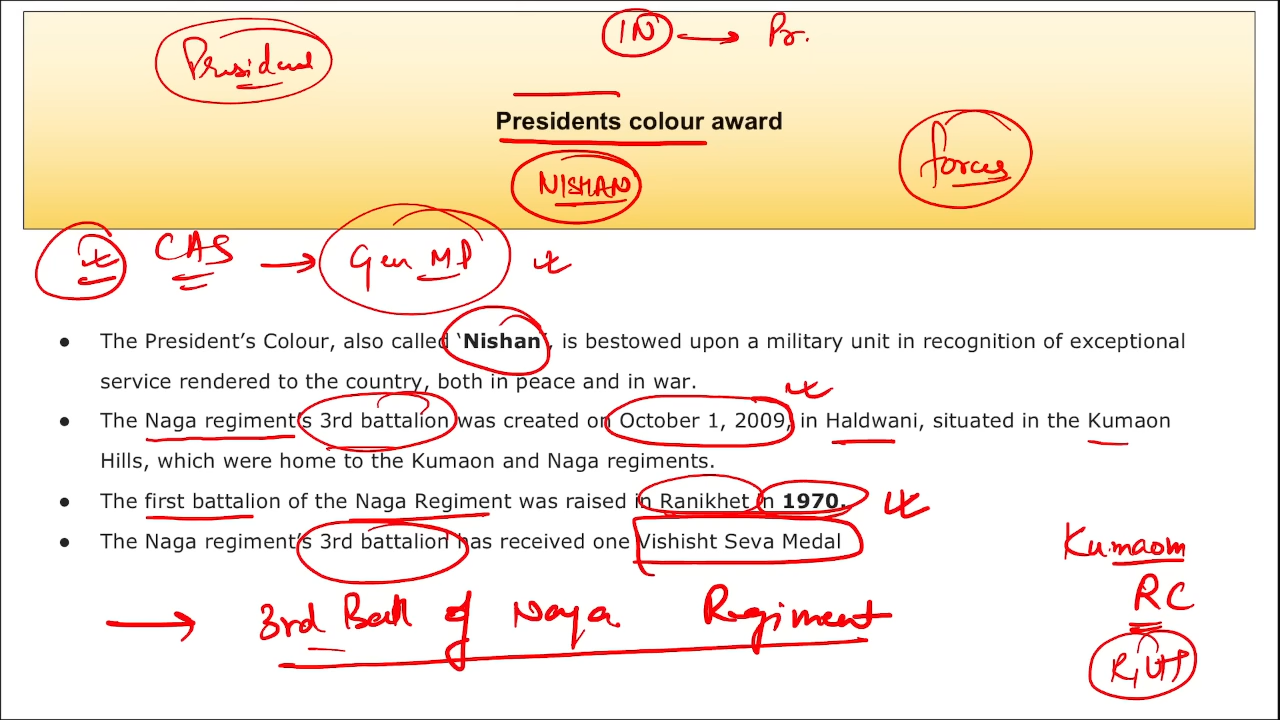 IN → Pr.
President
Presidents colour award
forces
NISHAN
CAS → Gen MP
● The President’s Colour, also called ‘Nishan’, is bestowed upon a military unit in recognition of exceptional
service rendered to the country, both in peace and in war.
● The Naga regiment’s 3rd battalion was created on October 1, 2009, in Haldwani, situated in the Kumaon
Hills, which were home to the Kumaon and Naga regiments.
● The first battalion of the Naga Regiment was raised in Ranikhet in 1970.
● The Naga regiment’s 3rd battalion has received one Vishisht Seva Medal
Kumaom
RC
→ 3rd Batt of Naga Regiment